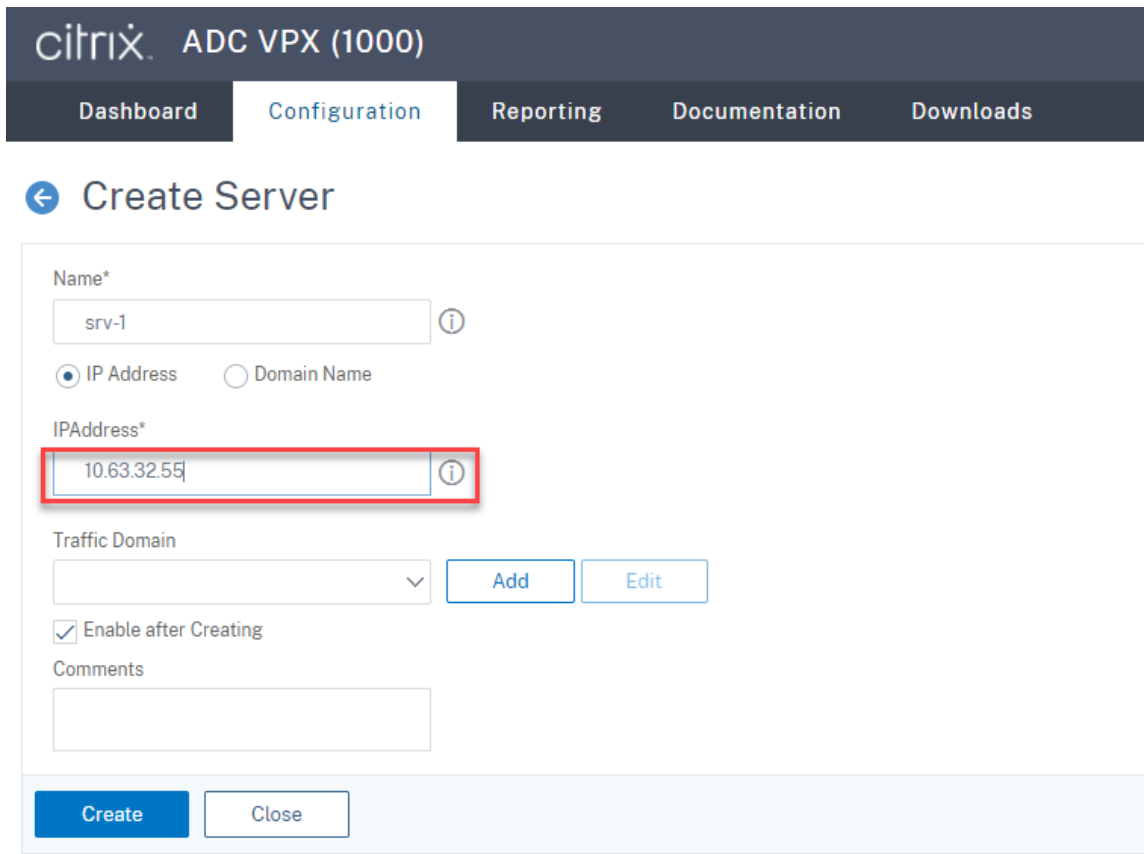 citrix. ADC VPX (1000)
Dashboard Configuration Reporting Documentation Downloads
Create Server
Name*
srv-1
IP Address Domain Name
IPAddress*
10.63.32.55
Traffic Domain
Add Edit
Enable after Creating
Comments
Create Close